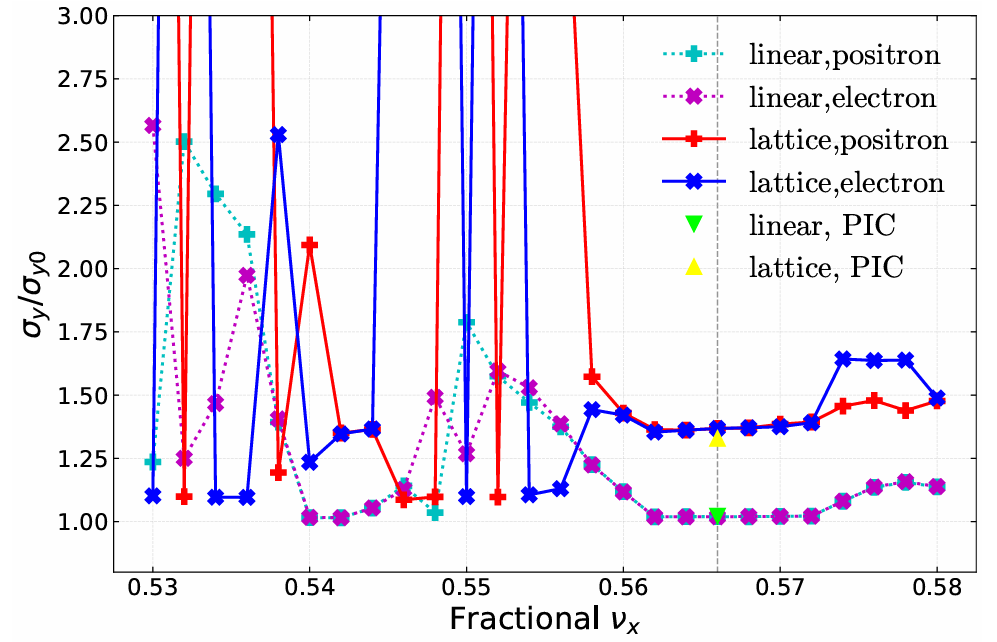 3.00
2.75
2.50
2.25
2.00
1.75
1.50
1.25
1.00
σy/σy0
linear,positron
linear,electron
lattice,positron
lattice,electron
linear, PIC
lattice, PIC
0.53 0.54 0.55 0.56 0.57 0.58
Fractional νx